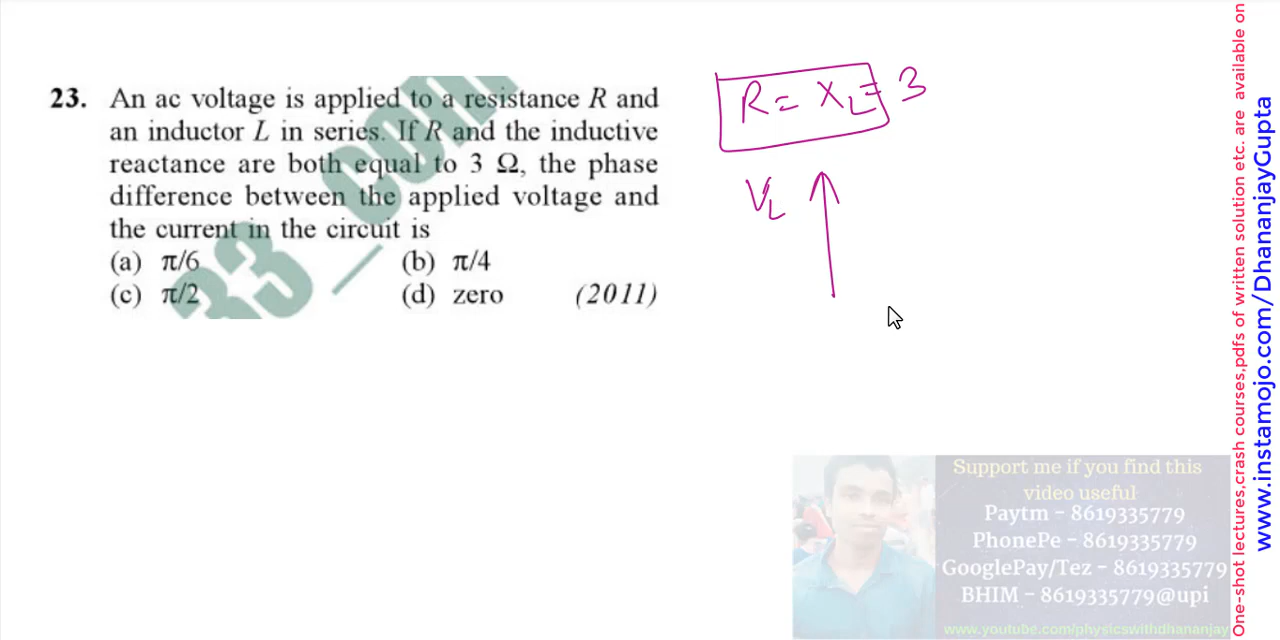 23. An ac voltage is applied to a resistance R and
an inductor L in series. If R and the inductive
reactance are both equal to 3 Ω, the phase
difference between the applied voltage and
the current in the circuit is
(a) π/6 (b) π/4
(c) π/2 (d) zero (2011)
33_com
R = X_L = 3
V_L
Support me if you find this
video useful
Paytm - 8619335779
PhonePe - 8619335779
GooglePay/Tez - 8619335779
BHIM - 8619335779@upi
www.youtube.com/physicswithdhananjay
One-shot lectures,crash courses,pdfs of written solution etc. are available on
www.instamojo.com/DhananjayGupta